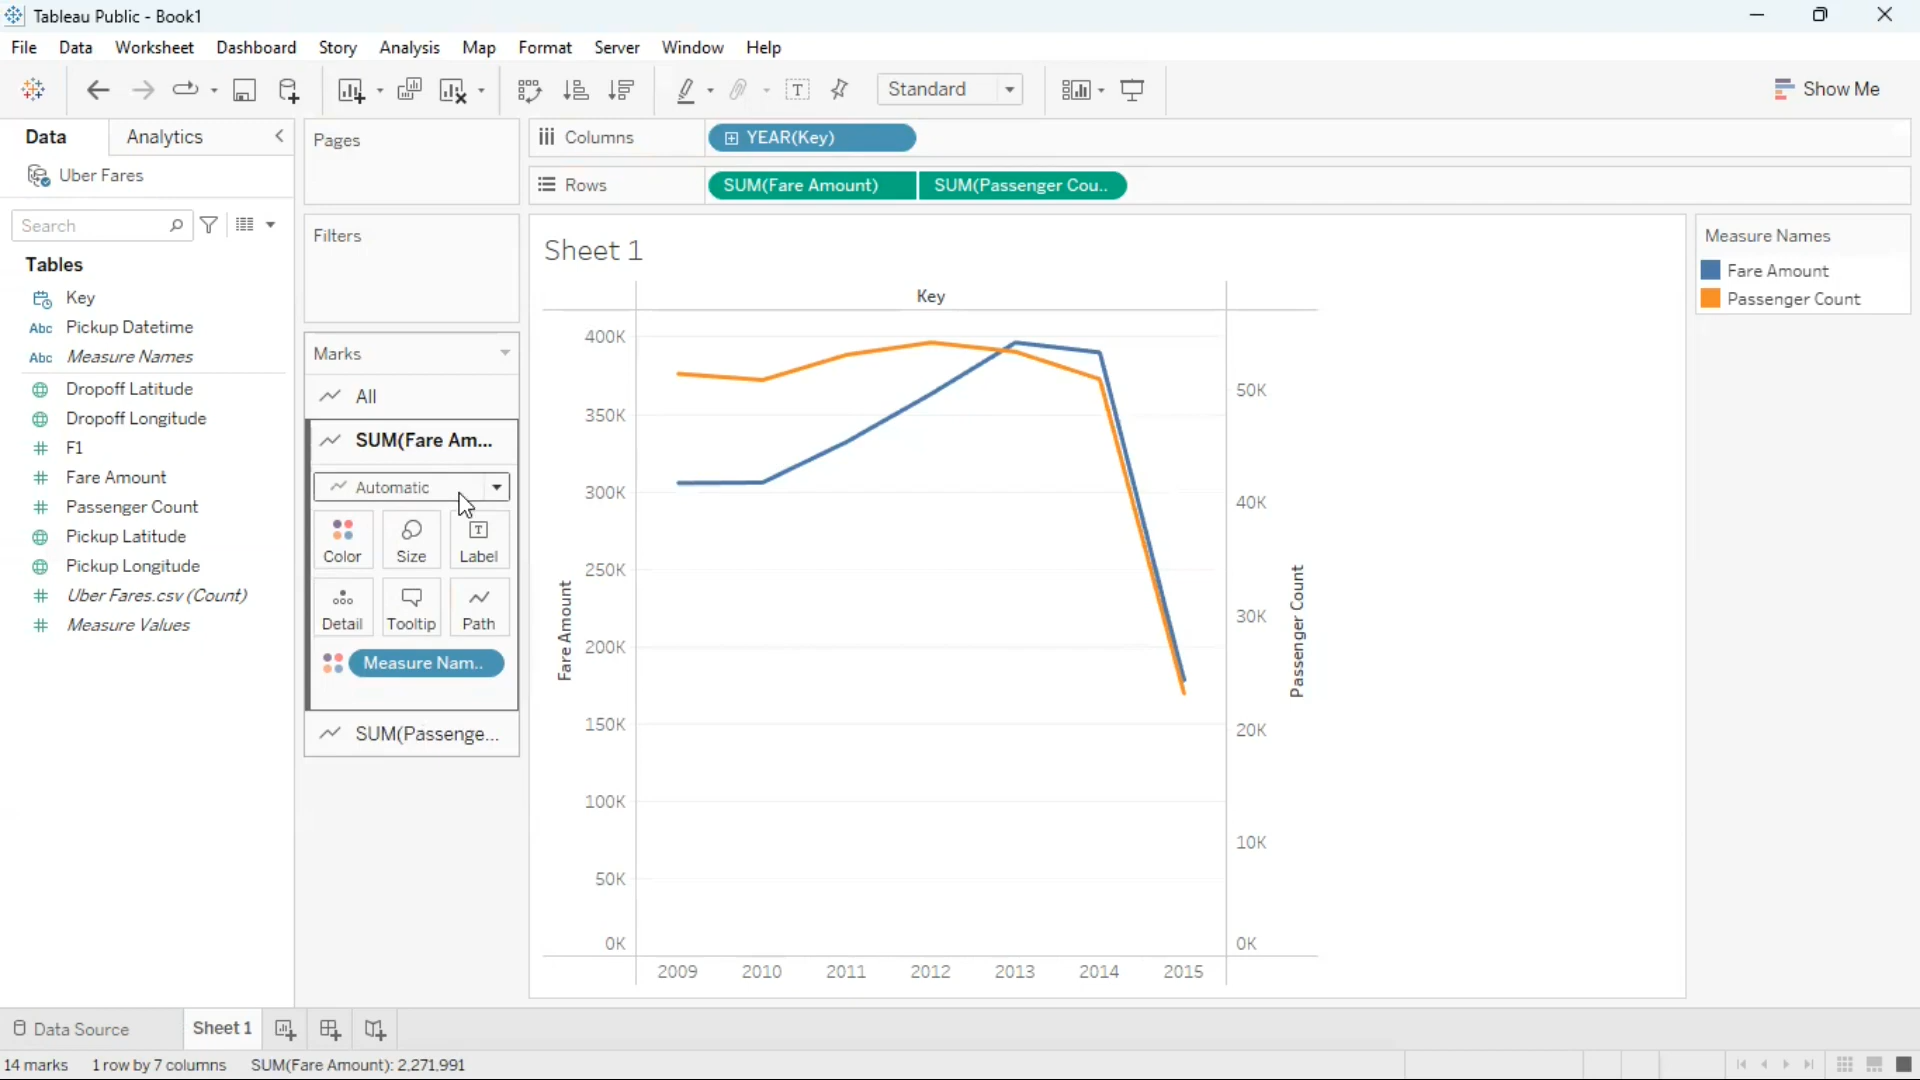 Tableau Public - Book1
File Data Worksheet Dashboard Story Analysis Map Format Server Window Help
Standard
Show Me
Data Analytics
Uber Fares
Search
Tables
Key
Abc Pickup Datetime
Abc Measure Names
Dropoff Latitude
Dropoff Longitude
F1
Fare Amount
Passenger Count
Pickup Latitude
Pickup Longitude
Uber Fares.csv (Count)
Measure Values
Pages
Filters
Marks
All
SUM(Fare Am...
Automatic
Color Size Label
Detail Tooltip Path
Measure Nam..
SUM(Passenge...
Columns YEAR(Key)
Rows SUM(Fare Amount) SUM(Passenger Cou..
Sheet 1
Key
400K
350K
300K
250K
200K
150K
100K
50K
0K
Fare Amount
50K
40K
30K
20K
10K
0K
Passenger Count
2009 2010 2011 2012 2013 2014 2015
Measure Names
Fare Amount
Passenger Count
Data Source Sheet 1
14 marks 1 row by 7 columns SUM(Fare Amount): 2,271,991